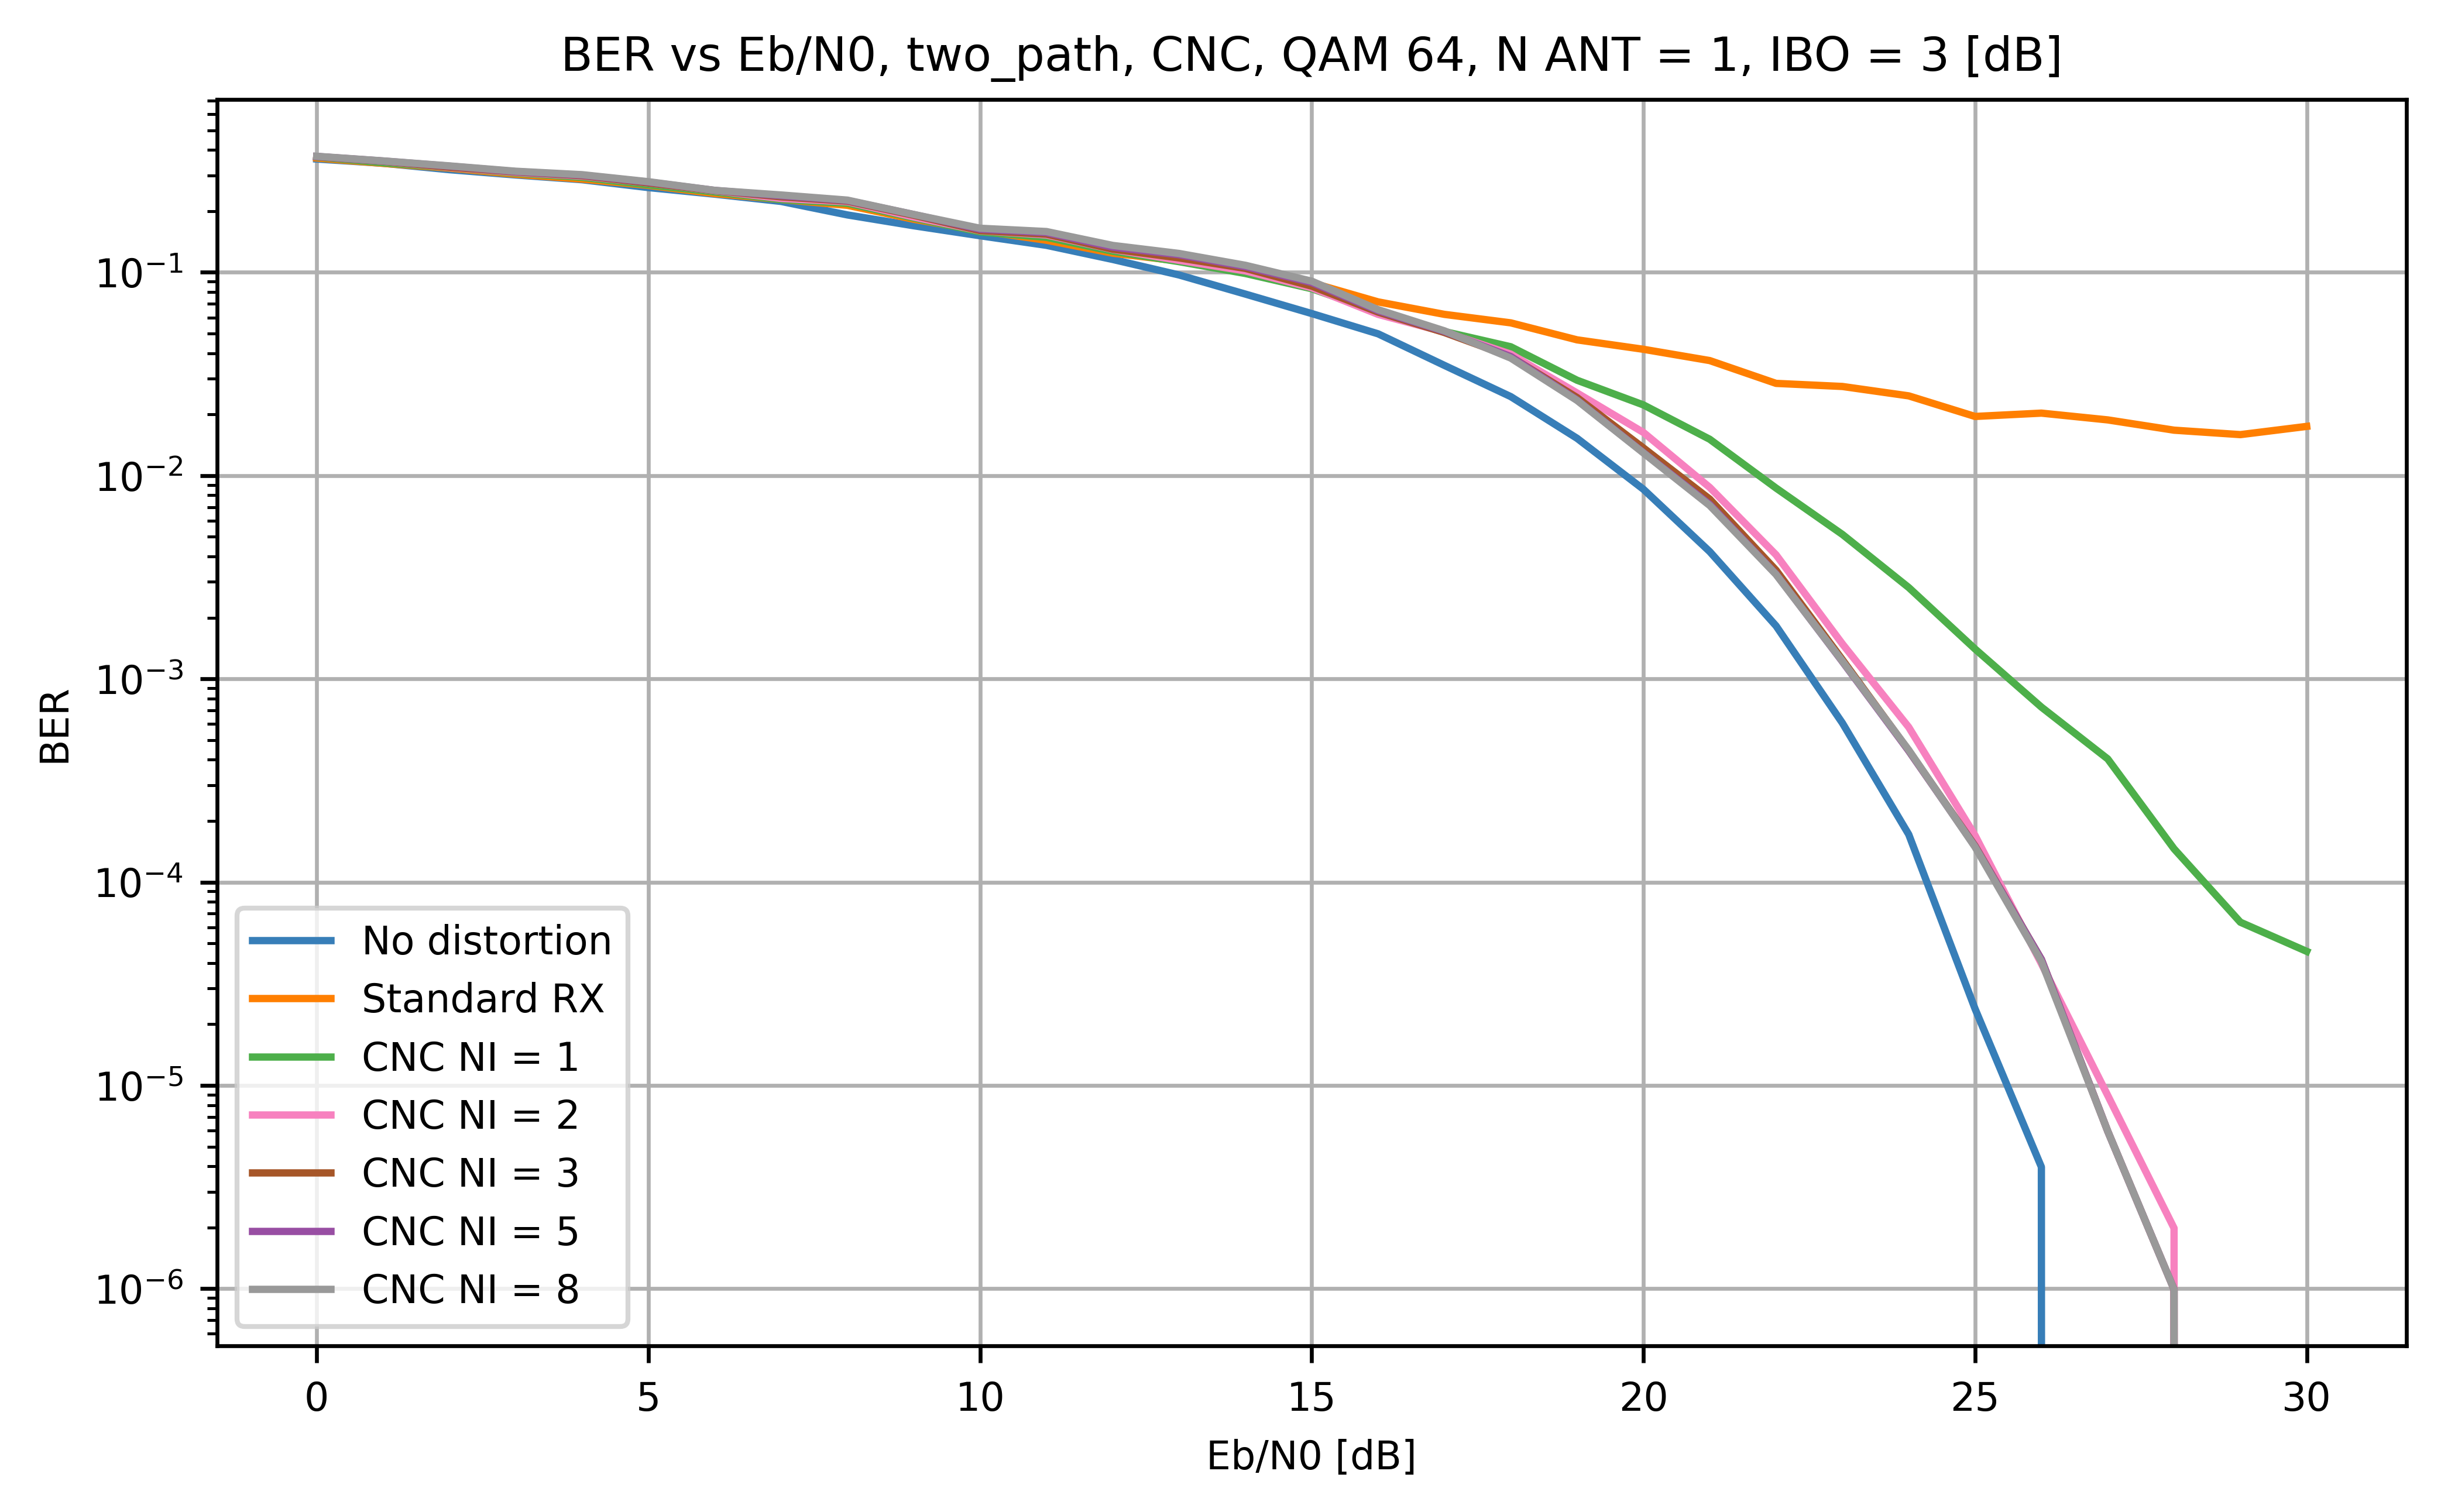 BER vs Eb/N0, two_path, CNC, QAM 64, N ANT = 1, IBO = 3 [dB]
BER
10⁻¹
10⁻²
10⁻³
10⁻⁴
10⁻⁵
10⁻⁶
No distortion
Standard RX
CNC NI = 1
CNC NI = 2
CNC NI = 3
CNC NI = 5
CNC NI = 8
0 5 10 15 20 25 30
Eb/N0 [dB]